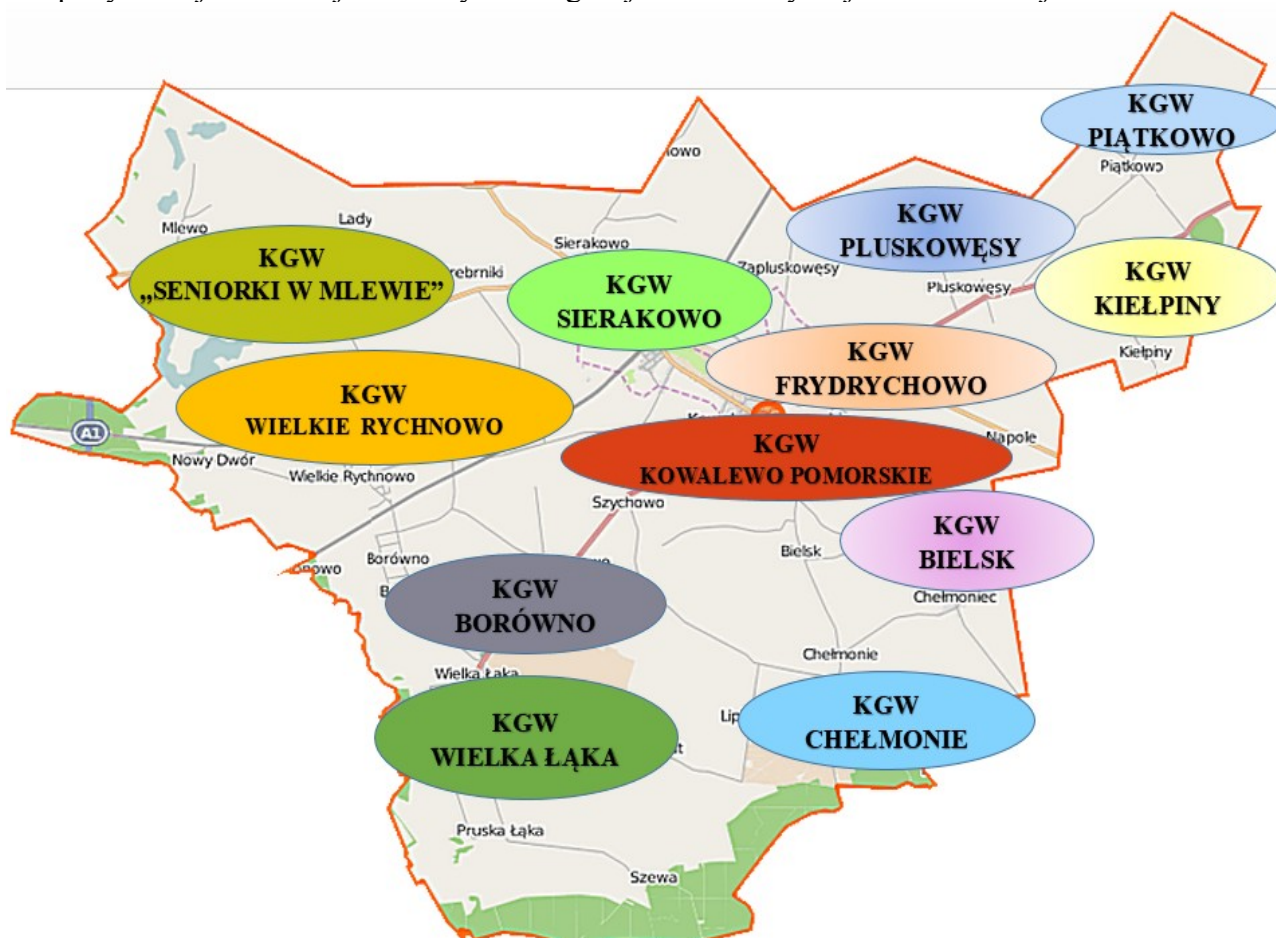 KGW
PIĄTKOWO
Piątkowo
KGW
PLUSKOWĘSY
Mlewo
Lady
Sierakowo
Zapluskowęsy
Pluskowęsy
KGW
„SENIORKI W MLEWIE”
KGW
SIERAKOWO
KGW
KIEŁPINY
Kiełpiny
KGW
FRYDRYCHOWO
KGW
WIELKIE RYCHNOWO
A1
Nowy Dwór
Wielkie Rychnowo
KGW
KOWALEWO POMORSKIE
Napole
Szychowo
KGW
BIELSK
Bielsk
Borówno
Chełmoniec
KGW
BORÓWNO
Chełmonie
Wielka Łąka
KGW
WIELKA ŁĄKA
KGW
CHEŁMONIE
Pruska Łąka
Szewa